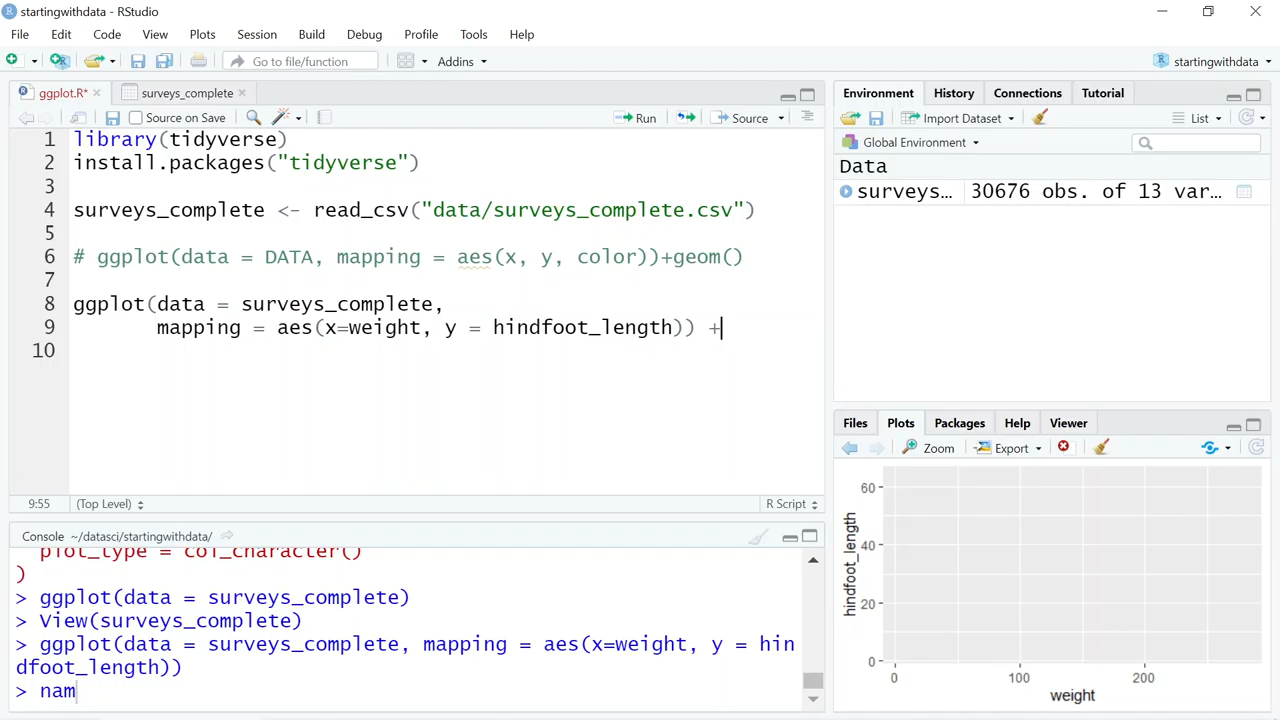 startingwithdata - RStudio
File Edit Code View Plots Session Build Debug Profile Tools Help
Go to file/function Addins startingwithdata
ggplot.R* surveys_complete
Source on Save Run Source
1 library(tidyverse)
2 install.packages("tidyverse")
3
4 surveys_complete <- read_csv("data/surveys_complete.csv")
5
6 # ggplot(data = DATA, mapping = aes(x, y, color))+geom()
7
8 ggplot(data = surveys_complete,
9 mapping = aes(x=weight, y = hindfoot_length)) +
10
9:55 (Top Level) R Script
Console ~/datasci/startingwithdata/
plot_type = col_character()
)
> ggplot(data = surveys_complete)
> View(surveys_complete)
> ggplot(data = surveys_complete, mapping = aes(x=weight, y = hin
dfoot_length))
> nam
Environment History Connections Tutorial
Import Dataset List
Global Environment
Data
surveys… 30676 obs. of 13 var…
Files Plots Packages Help Viewer
Zoom Export
60
40
20
0
hindfoot_length
0 100 200
weight